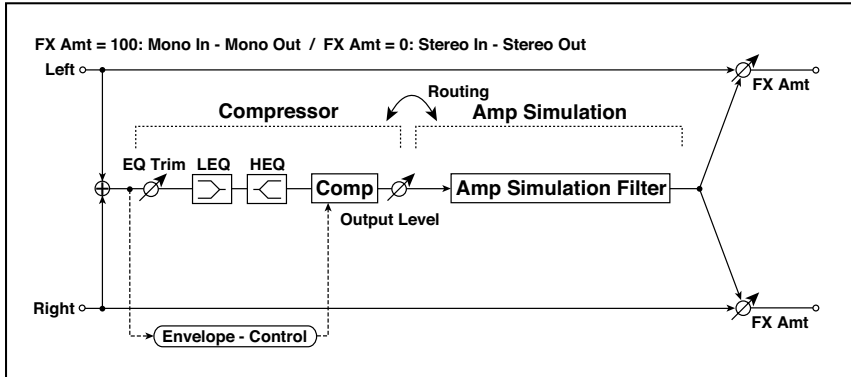 FX Amt = 100: Mono In - Mono Out / FX Amt = 0: Stereo In - Stereo Out
Left
FX Amt
Routing
Compressor
Amp Simulation
EQ Trim
LEQ
HEQ
Comp
Amp Simulation Filter
Output Level
Right
FX Amt
Envelope - Control